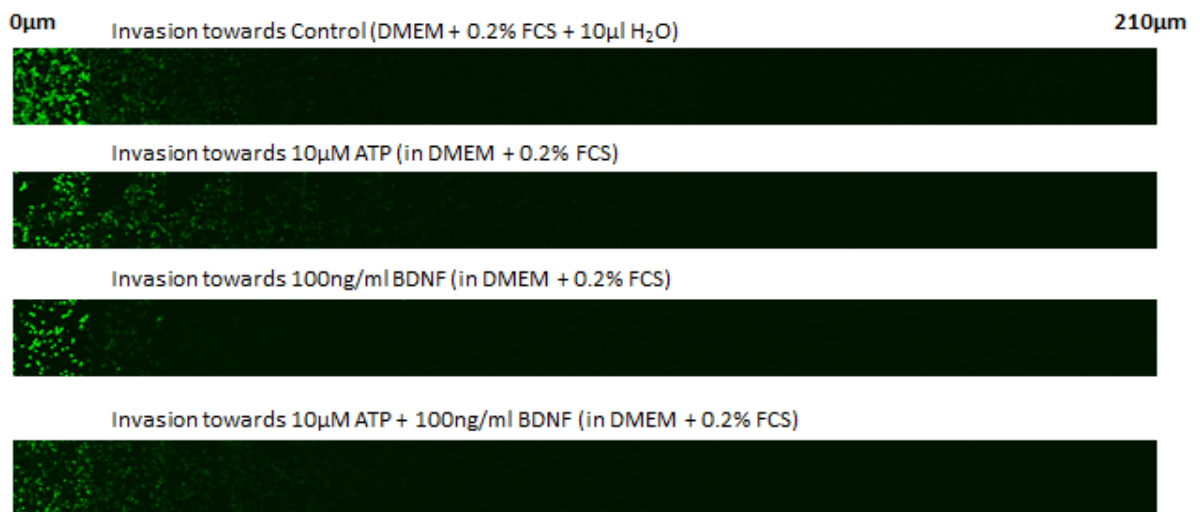 0µm
210µm
Invasion towards Control (DMEM + 0.2% FCS + 10µl H₂O)
Invasion towards 10µM ATP (in DMEM + 0.2% FCS)
Invasion towards 100ng/ml BDNF (in DMEM + 0.2% FCS)
Invasion towards 10µM ATP + 100ng/ml BDNF (in DMEM + 0.2% FCS)